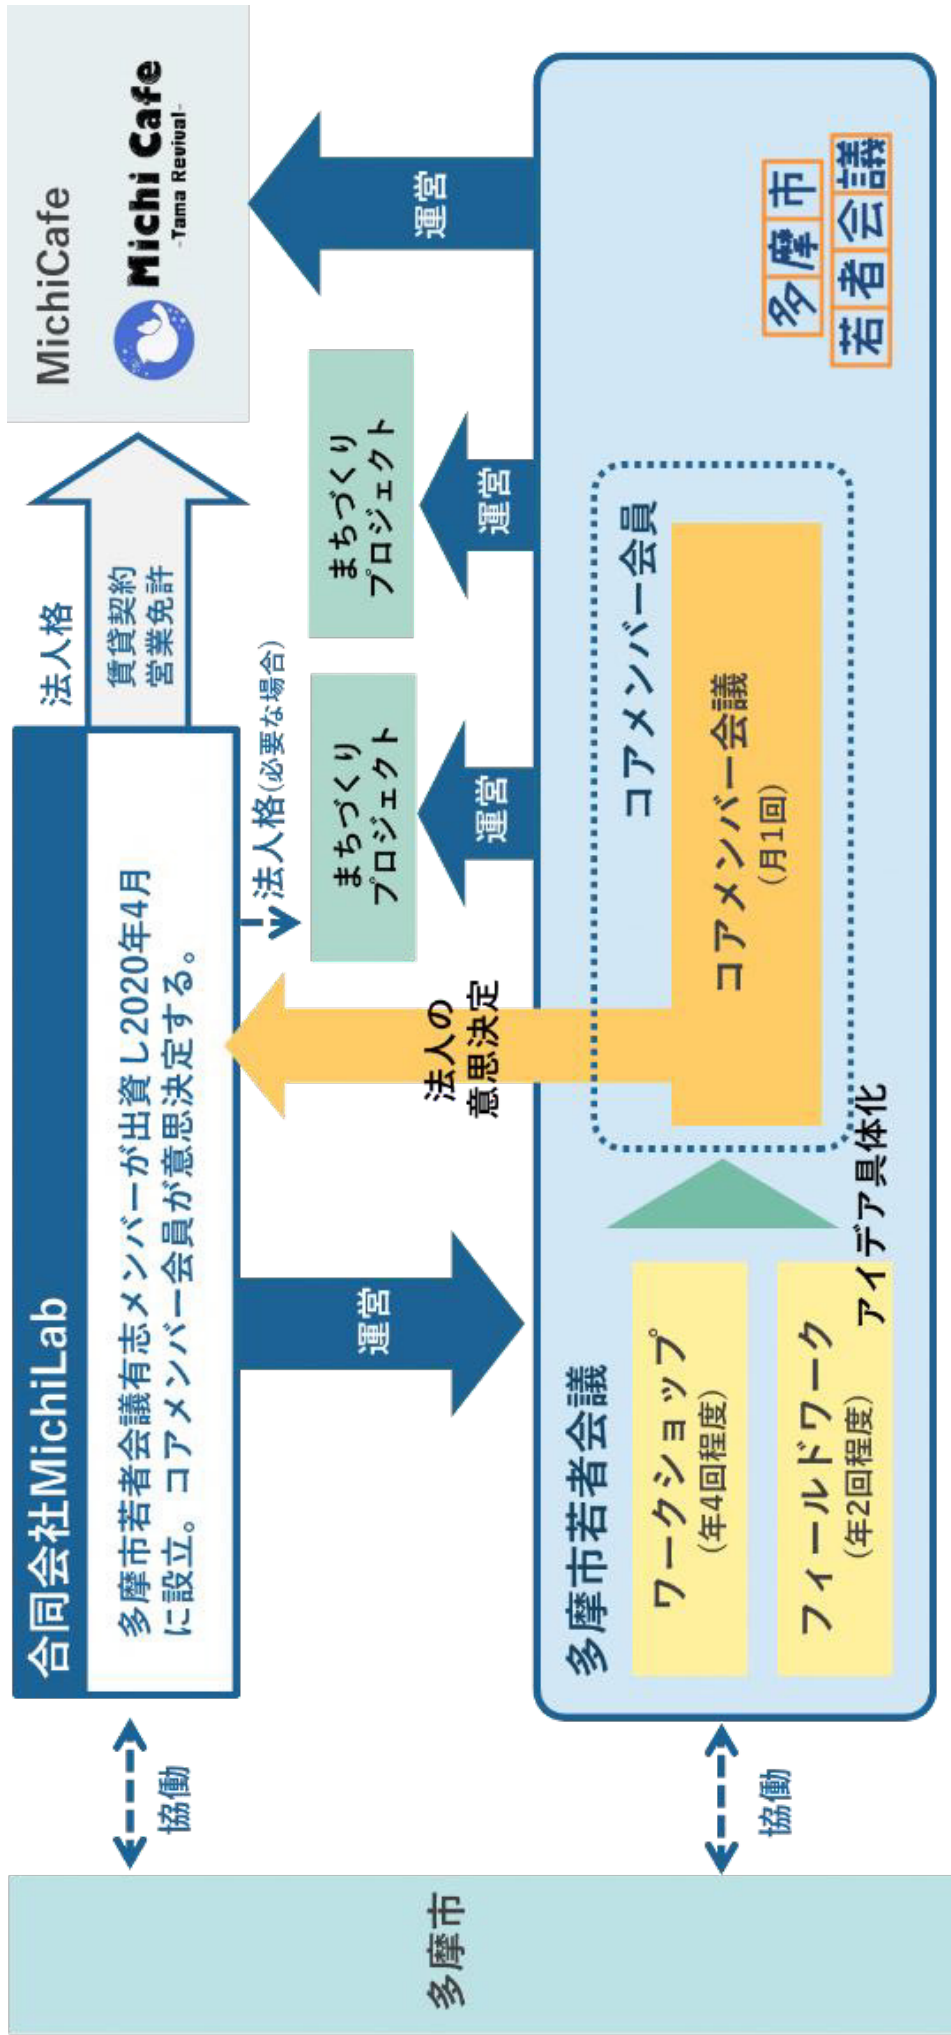 多摩市
協働
協働
合同会社MichiLab
多摩市若者会議有志メンバーが出資し2020年4月
に設立。コアメンバー会員が意思決定する。
法人格
賃貸契約
営業免許
MichiCafe
Michi Cafe
-Tama Revival-
運営
法人の
意思決定
法人格(必要な場合)
まちづくり
プロジェクト
まちづくり
プロジェクト
運営
運営
運営
多摩市若者会議
ワークショップ
(年4回程度)
フィールドワーク
(年2回程度)
アイデア具体化
コアメンバー会員
コアメンバー会議
(月1回)
多摩市
若者会議